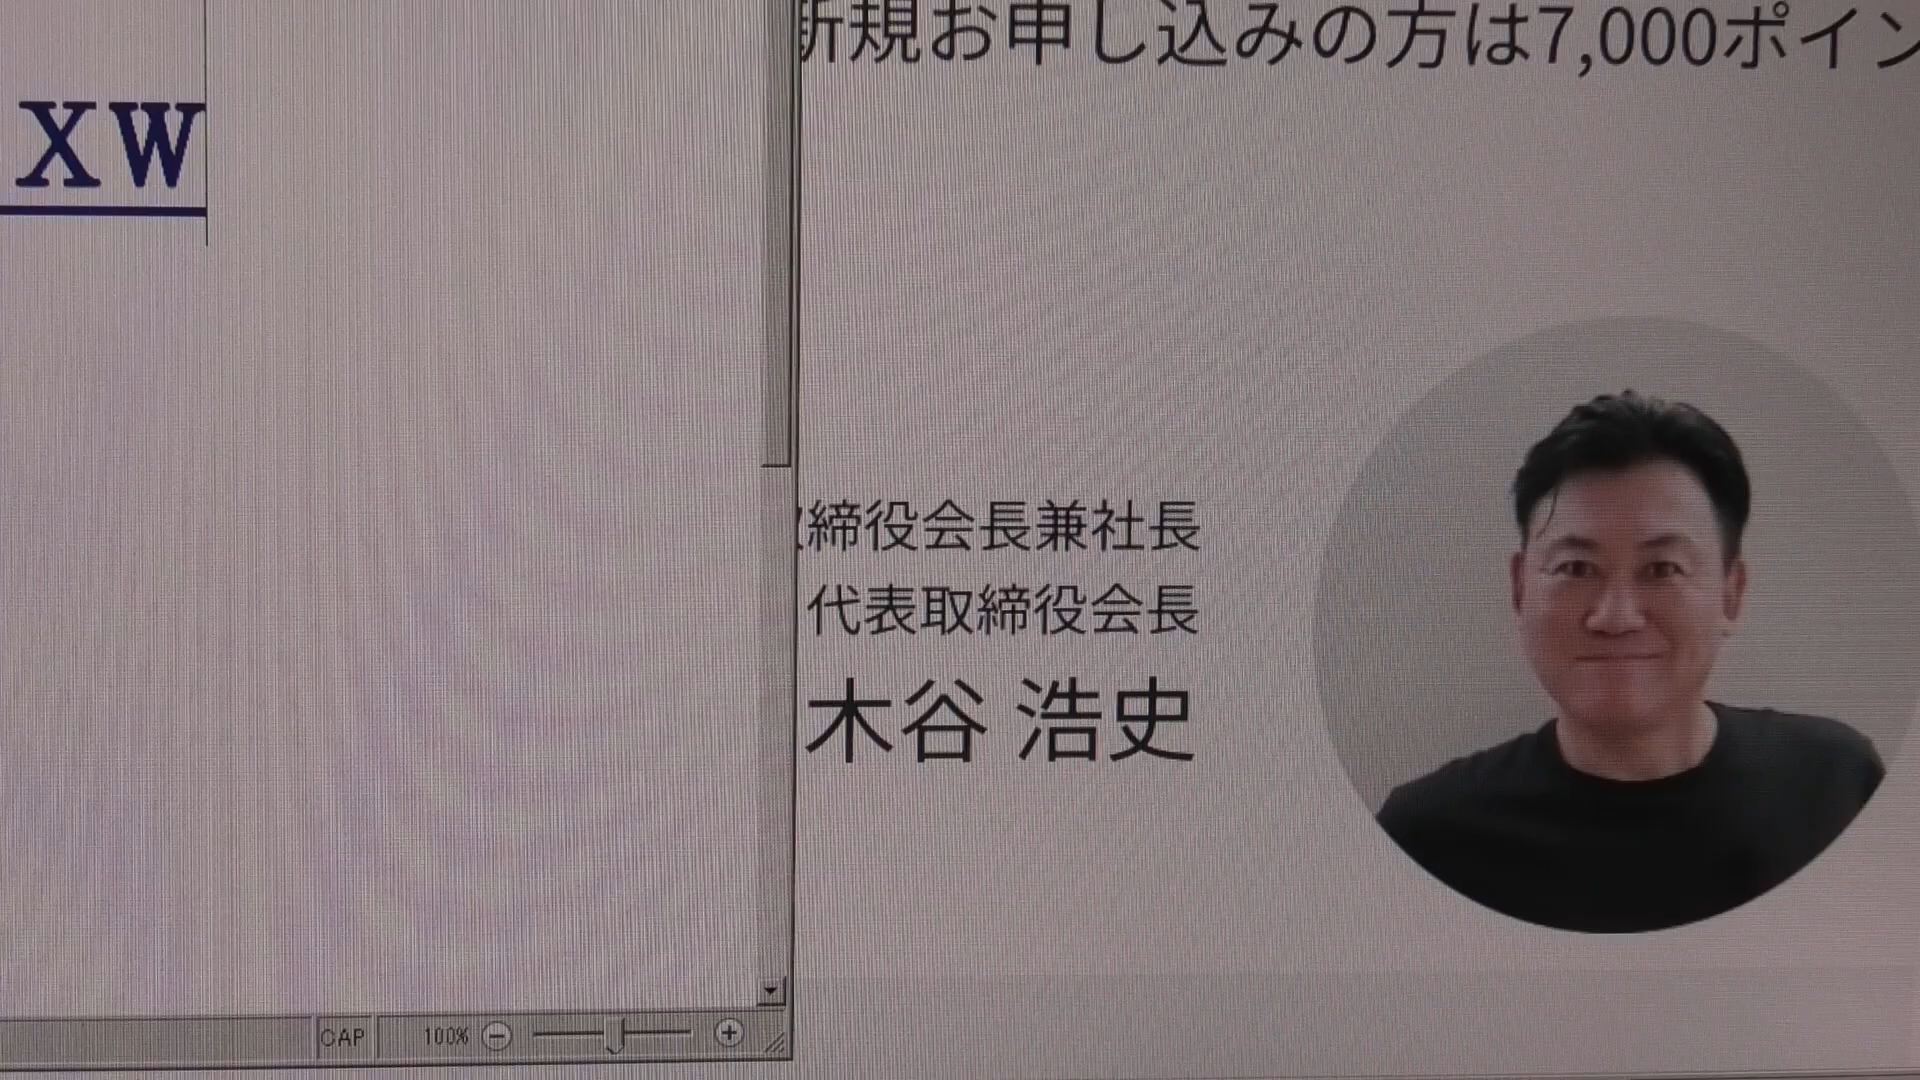 新規お申し込みの方は7,000ポイン
XW
締役会長兼社長
代表取締役会長
木谷 浩史
CAP 100%